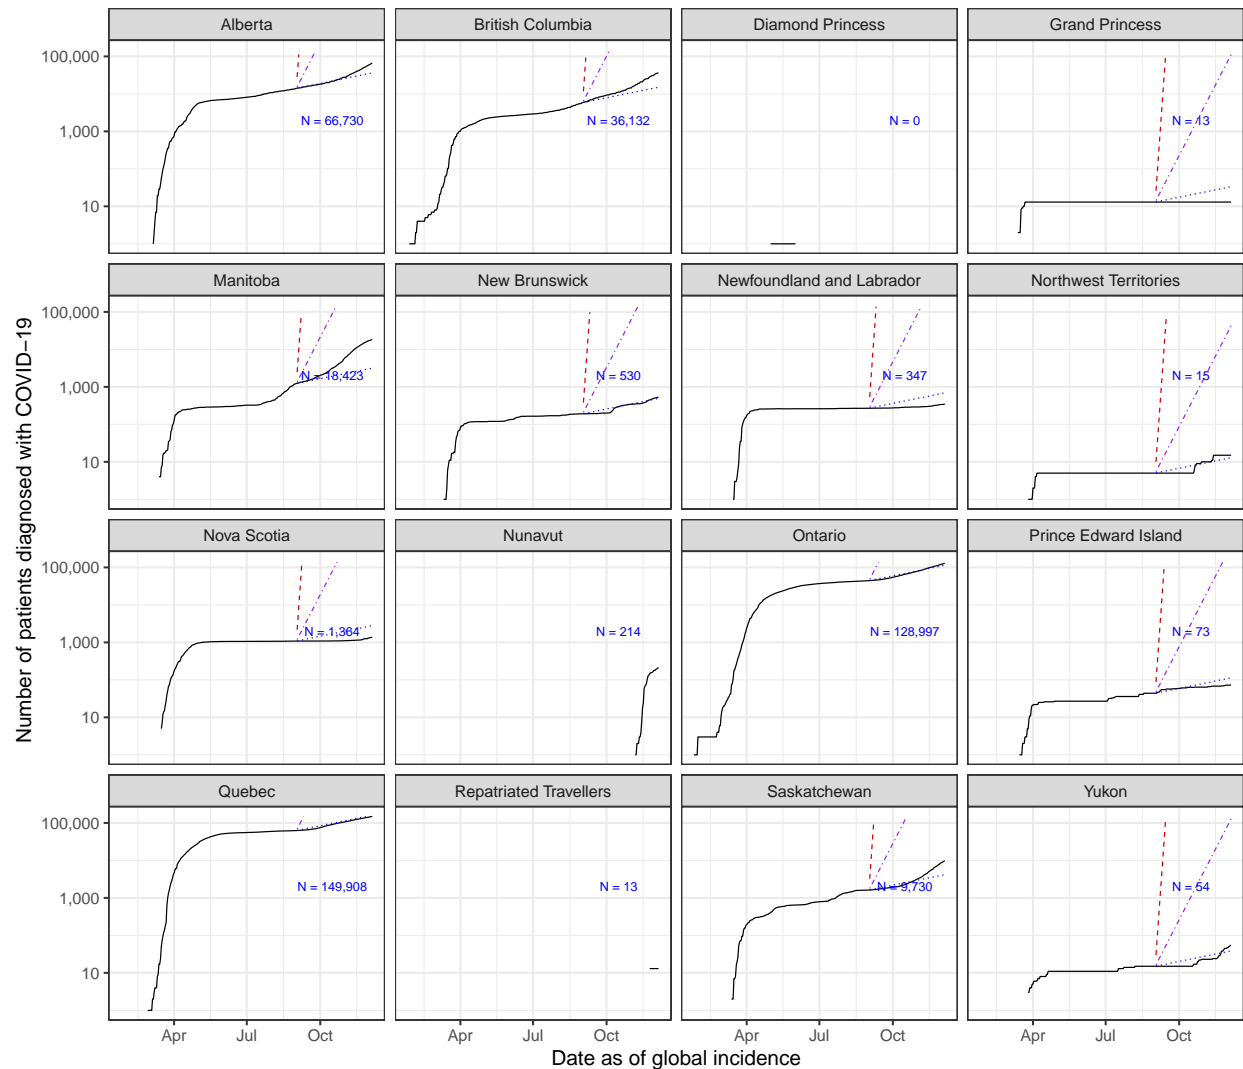 Number of patients diagnosed with COVID−19
Alberta
British Columbia
Diamond Princess
Grand Princess
100,000
1,000
10
N = 66,730
N = 36,132
N = 0
N = 13
Manitoba
New Brunswick
Newfoundland and Labrador
Northwest Territories
100,000
1,000
10
N = 18,423
N = 530
N = 347
N = 15
Nova Scotia
Nunavut
Ontario
Prince Edward Island
100,000
1,000
10
N = 1,364
N = 214
N = 128,997
N = 73
Quebec
Repatriated Travellers
Saskatchewan
Yukon
100,000
1,000
10
N = 149,908
N = 13
N = 9,730
N = 54
Apr Jul Oct
Apr Jul Oct
Apr Jul Oct
Apr Jul Oct
Date as of global incidence